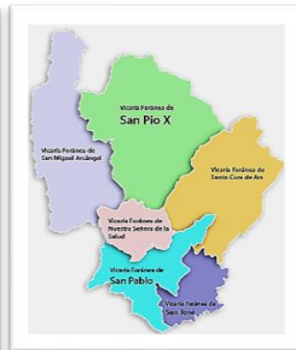 Vicaría Foránea de
San Pío X
Vicaría Foránea de
San Miguel Arcángel
Vicaría Foránea de
Santo Cura de Ars
Vicaría Foránea de
Nuestra Señora de la
Salud
Vicaría Foránea de
San Pablo
Vicaría Foránea de
San José